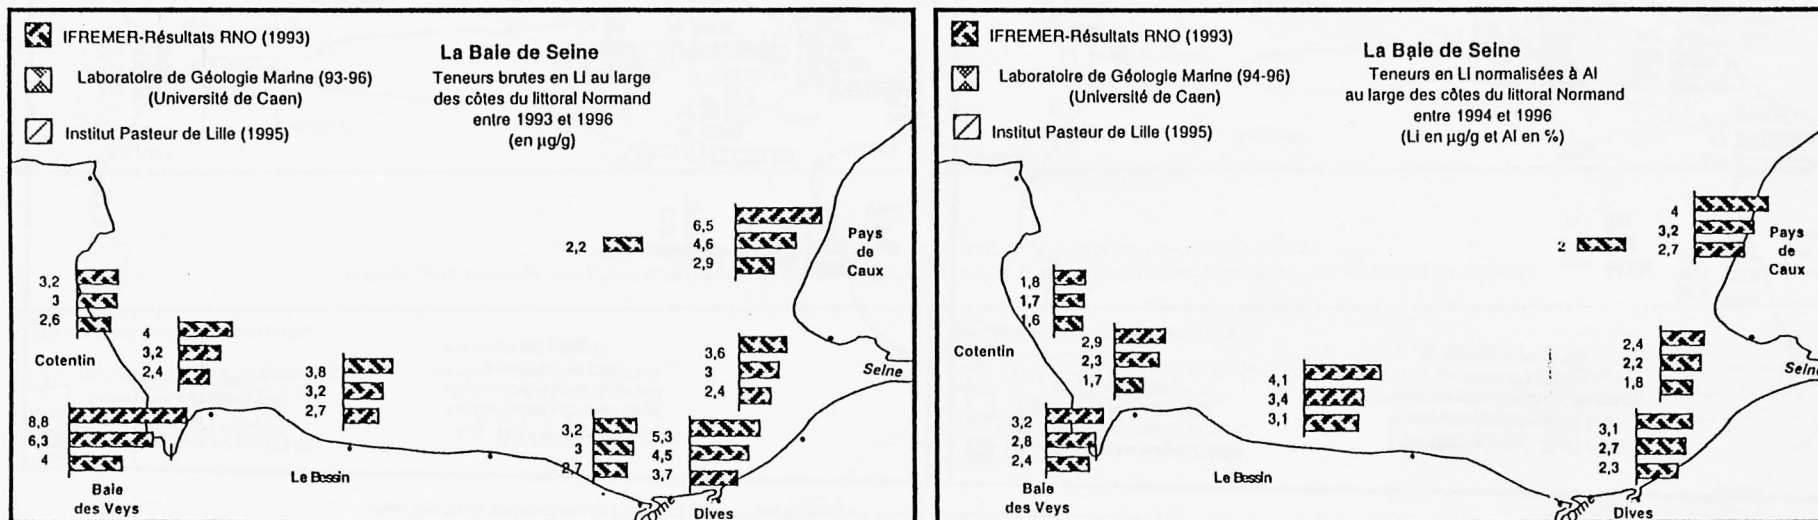 IFREMER-Résultats RNO (1993)
Laboratoire de Géologie Marine (93-96)
(Université de Caen)
Institut Pasteur de Lille (1995)
La Baie de Seine
Teneurs brutes en Li au large
des côtes du littoral Normand
entre 1993 et 1996
(en µg/g)
2,2
6,5
4,6
2,9
Pays
de
Caux
3,2
3
2,6
Cotentin
4
3,2
2,4
3,8
3,2
2,7
3,6
3
2,4
Seine
8,8
6,3
4
3,2
3
2,7
5,3
4,5
3,7
Le Bessin
Baie
des Veys
Orne
Dives
IFREMER-Résultats RNO (1993)
Laboratoire de Géologie Marine (94-96)
(Université de Caen)
Institut Pasteur de Lille (1995)
La Baie de Seine
Teneurs en Li normalisées à Al
au large des côtes du littoral Normand
entre 1994 et 1996
(Li en µg/g et Al en %)
2
4
3,2
2,7
Pays
de
Caux
1,8
1,7
1,6
Cotentin
2,9
2,3
1,7
4,1
3,4
3,1
2,4
2,2
1,8
Seine
3,2
2,8
2,4
3,1
2,7
2,3
Le Bessin
Baie
des Veys
Orne
Dives